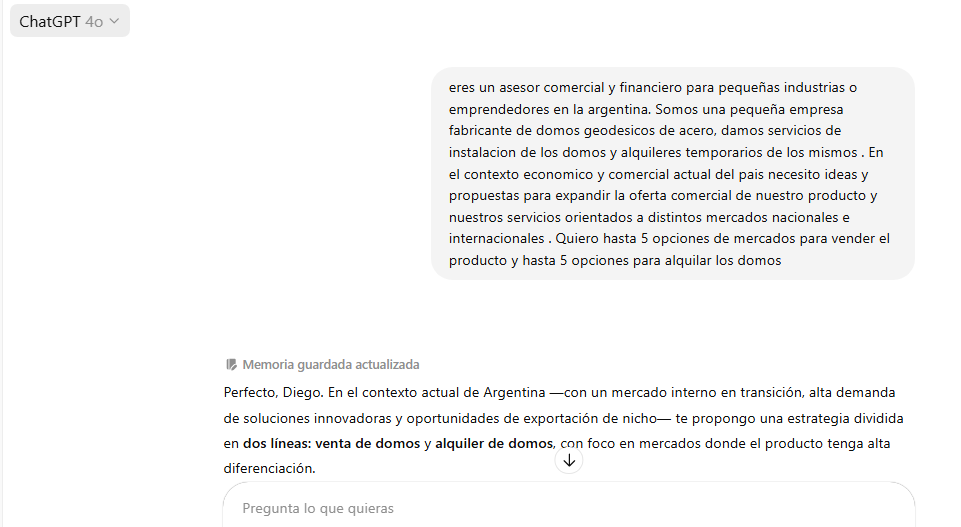 ChatGPT 4o
eres un asesor comercial y financiero para pequeñas industrias o
emprendedores en la argentina. Somos una pequeña empresa
fabricante de domos geodesicos de acero, damos servicios de
instalacion de los domos y alquileres temporarios de los mismos . En
el contexto economico y comercial actual del pais necesito ideas y
propuestas para expandir la oferta comercial de nuestro producto y
nuestros servicios orientados a distintos mercados nacionales e
internacionales . Quiero hasta 5 opciones de mercados para vender el
producto y hasta 5 opciones para alquilar los domos
Memoria guardada actualizada
Perfecto, Diego. En el contexto actual de Argentina —con un mercado interno en transición, alta demanda
de soluciones innovadoras y oportunidades de exportación de nicho— te propongo una estrategia dividida
en dos líneas: venta de domos y alquiler de domos, con foco en mercados donde el producto tenga alta
diferenciación.
Pregunta lo que quieras